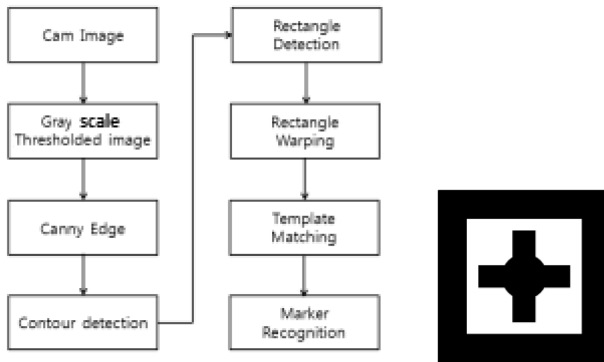 Cam Image
Gray scale
Thresholded image
Canny Edge
Contour detection
Rectangle
Detection
Rectangle
Warping
Template
Matching
Marker
Recognition